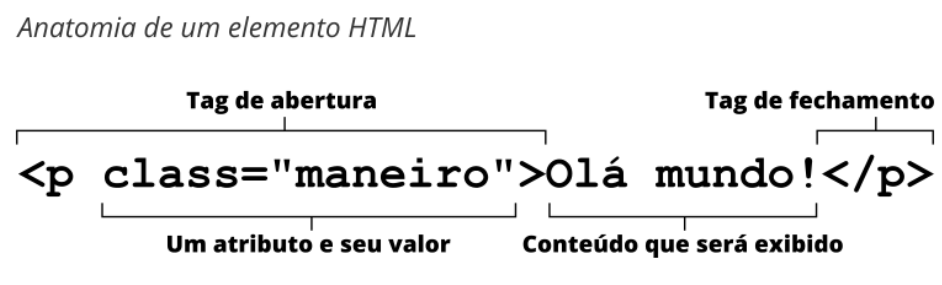 Anatomia de um elemento HTML
Tag de abertura Tag de fechamento
<p class="maneiro">Olá mundo!</p>
Um atributo e seu valor Conteúdo que será exibido